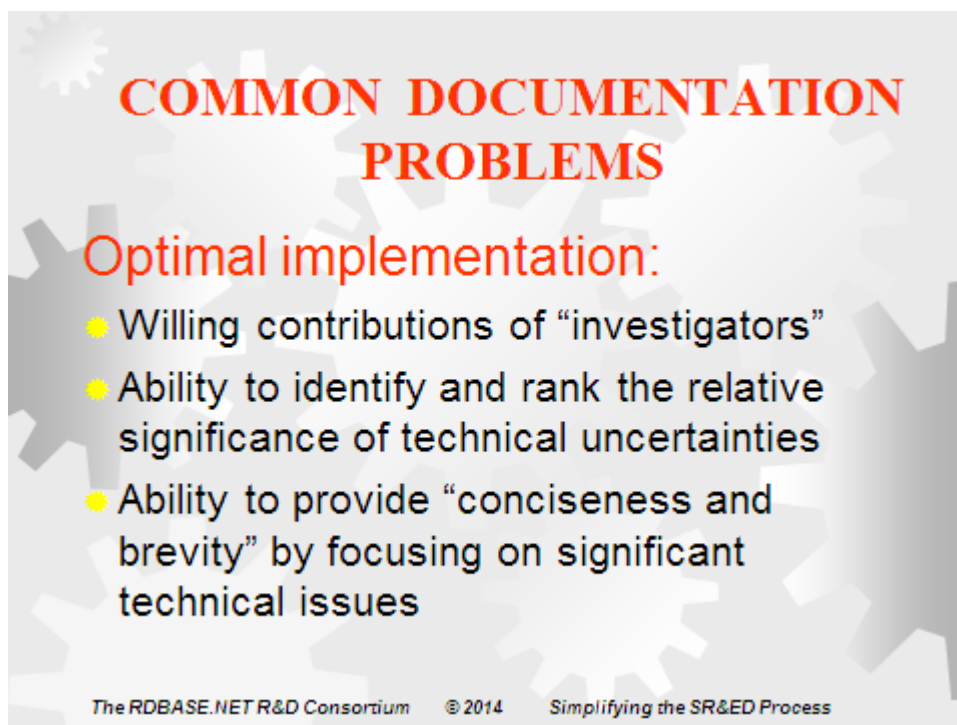 COMMON DOCUMENTATION
PROBLEMS
Optimal implementation:
Willing contributions of “investigators”
Ability to identify and rank the relative
significance of technical uncertainties
Ability to provide “conciseness and
brevity” by focusing on significant
technical issues
The RDBASE.NET R&D Consortium © 2014 Simplifying the SR&ED Process